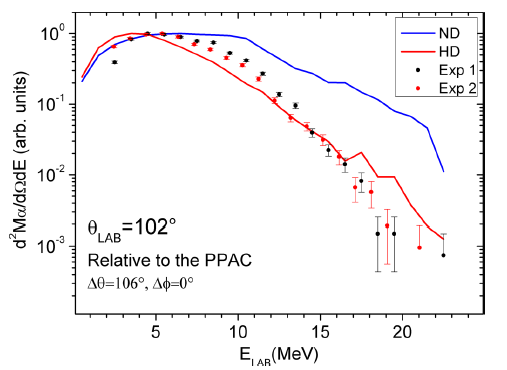 d²Mα/dΩdE (arb. units)
10⁰
10⁻¹
10⁻²
10⁻³
ND
HD
Exp 1
Exp 2
θLAB=102°
Relative to the PPAC
Δθ=106°, Δϕ=0°
0 5 10 15 20
ELAB(MeV)